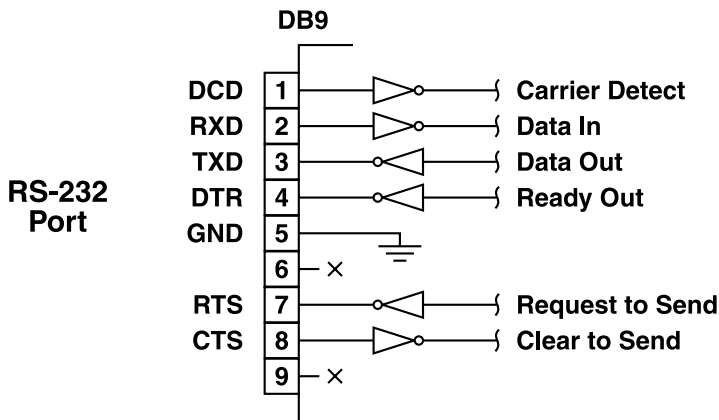 DB9
DCD 1 Carrier Detect
RXD 2 Data In
TXD 3 Data Out
DTR 4 Ready Out
RS-232
Port
GND 5
6
RTS 7 Request to Send
CTS 8 Clear to Send
9